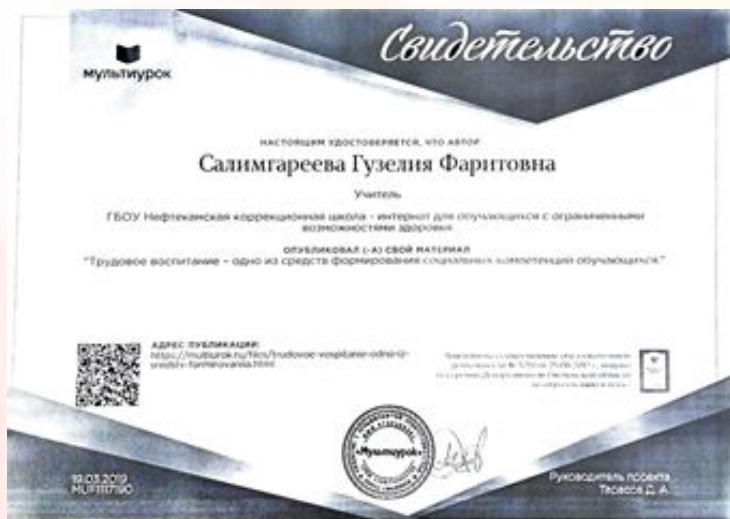 Свидетельство
мультиурок
НАСТОЯЩИМ УДОСТОВЕРЯЕТСЯ, ЧТО АВТОР
Салимгареева Гузелия Фаритовна
Учитель
ГБОУ Нефтекамская коррекционная школа - интернат для обучающихся с ограниченными
возможностями здоровья
ОПУБЛИКОВАЛ (-А) СВОЙ МАТЕРИАЛ
"Трудовое воспитание – одно из средств формирования социальных компетенций обучающихся."
АДРЕС ПУБЛИКАЦИИ:
https://multiurok.ru/files/trudovoe-vospitanie-odno-iz-
sredstv-formirovaniia.html
«Мультиурок»
19.03.2019
MUF1117190
Руководитель проекта
Тарасов Д. А.